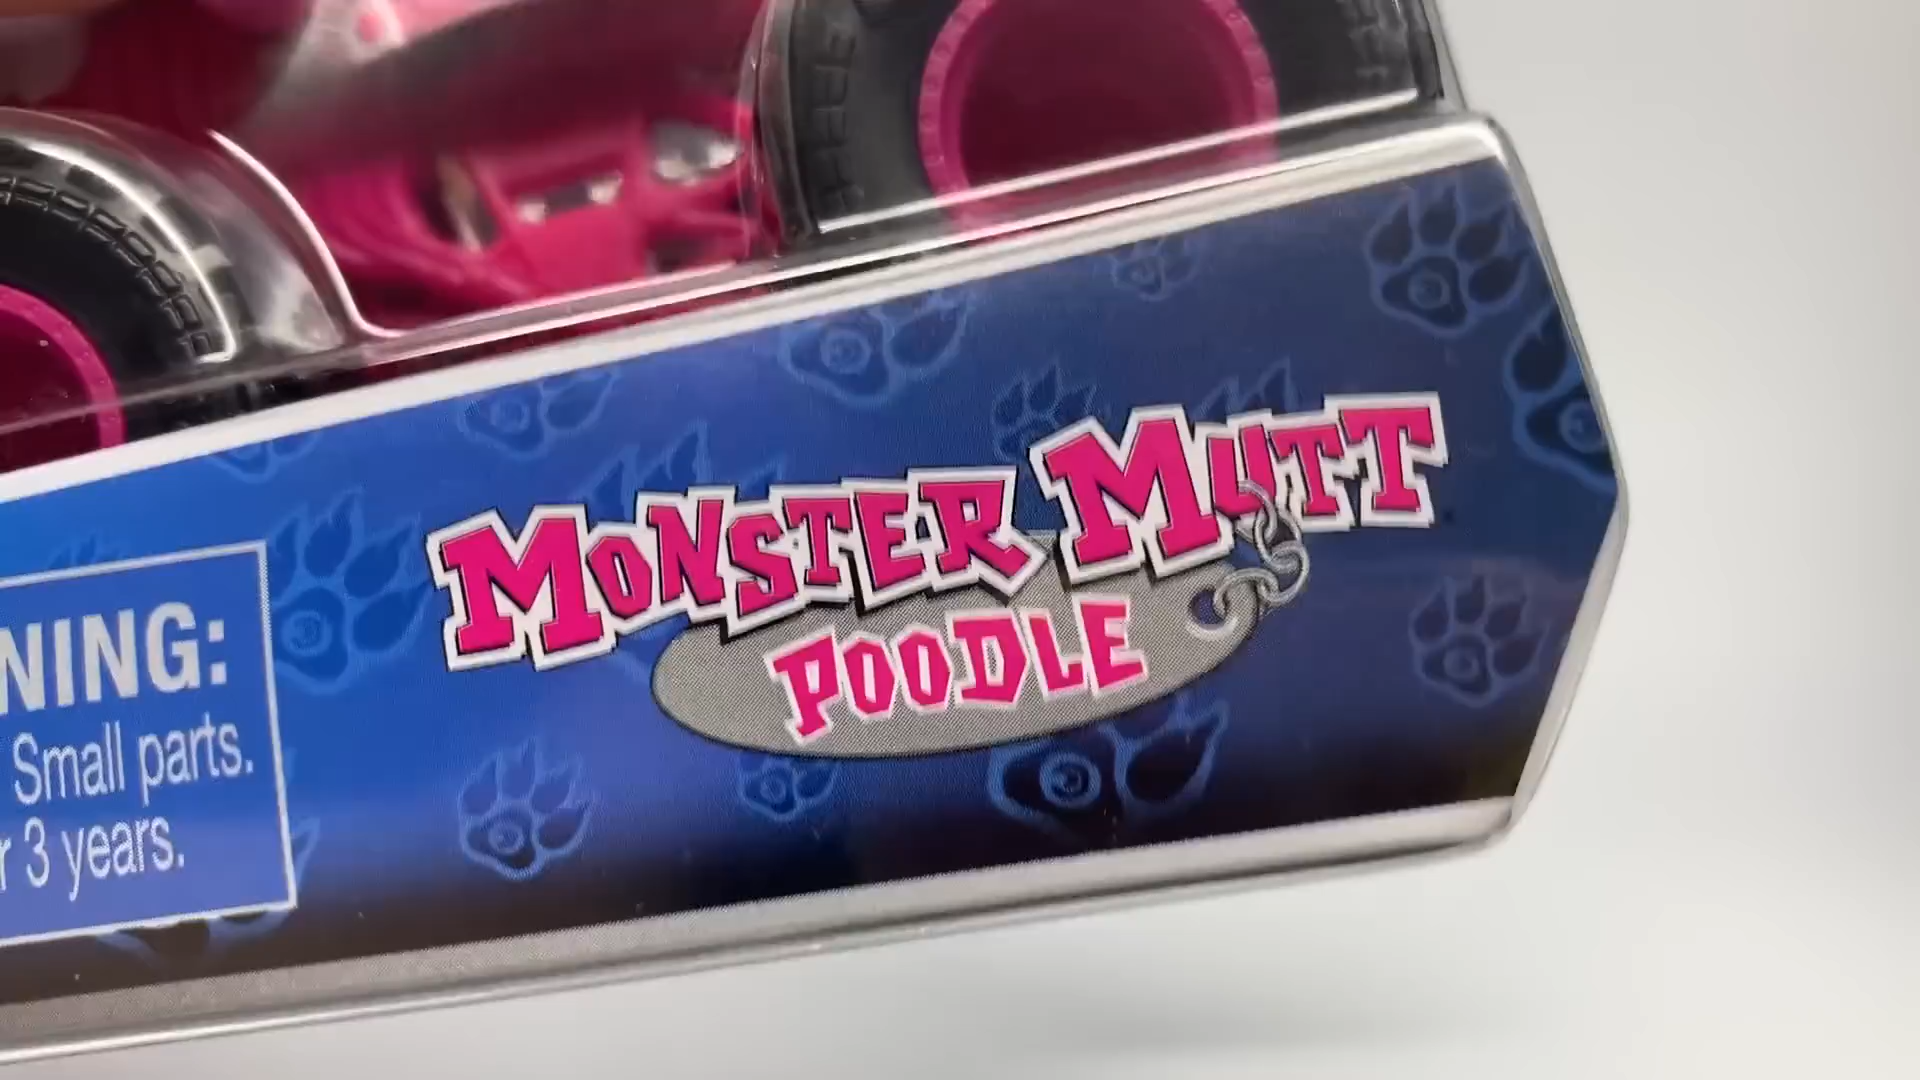 MONSTER MUTT
POODLE
NING:
Small parts.
r 3 years.